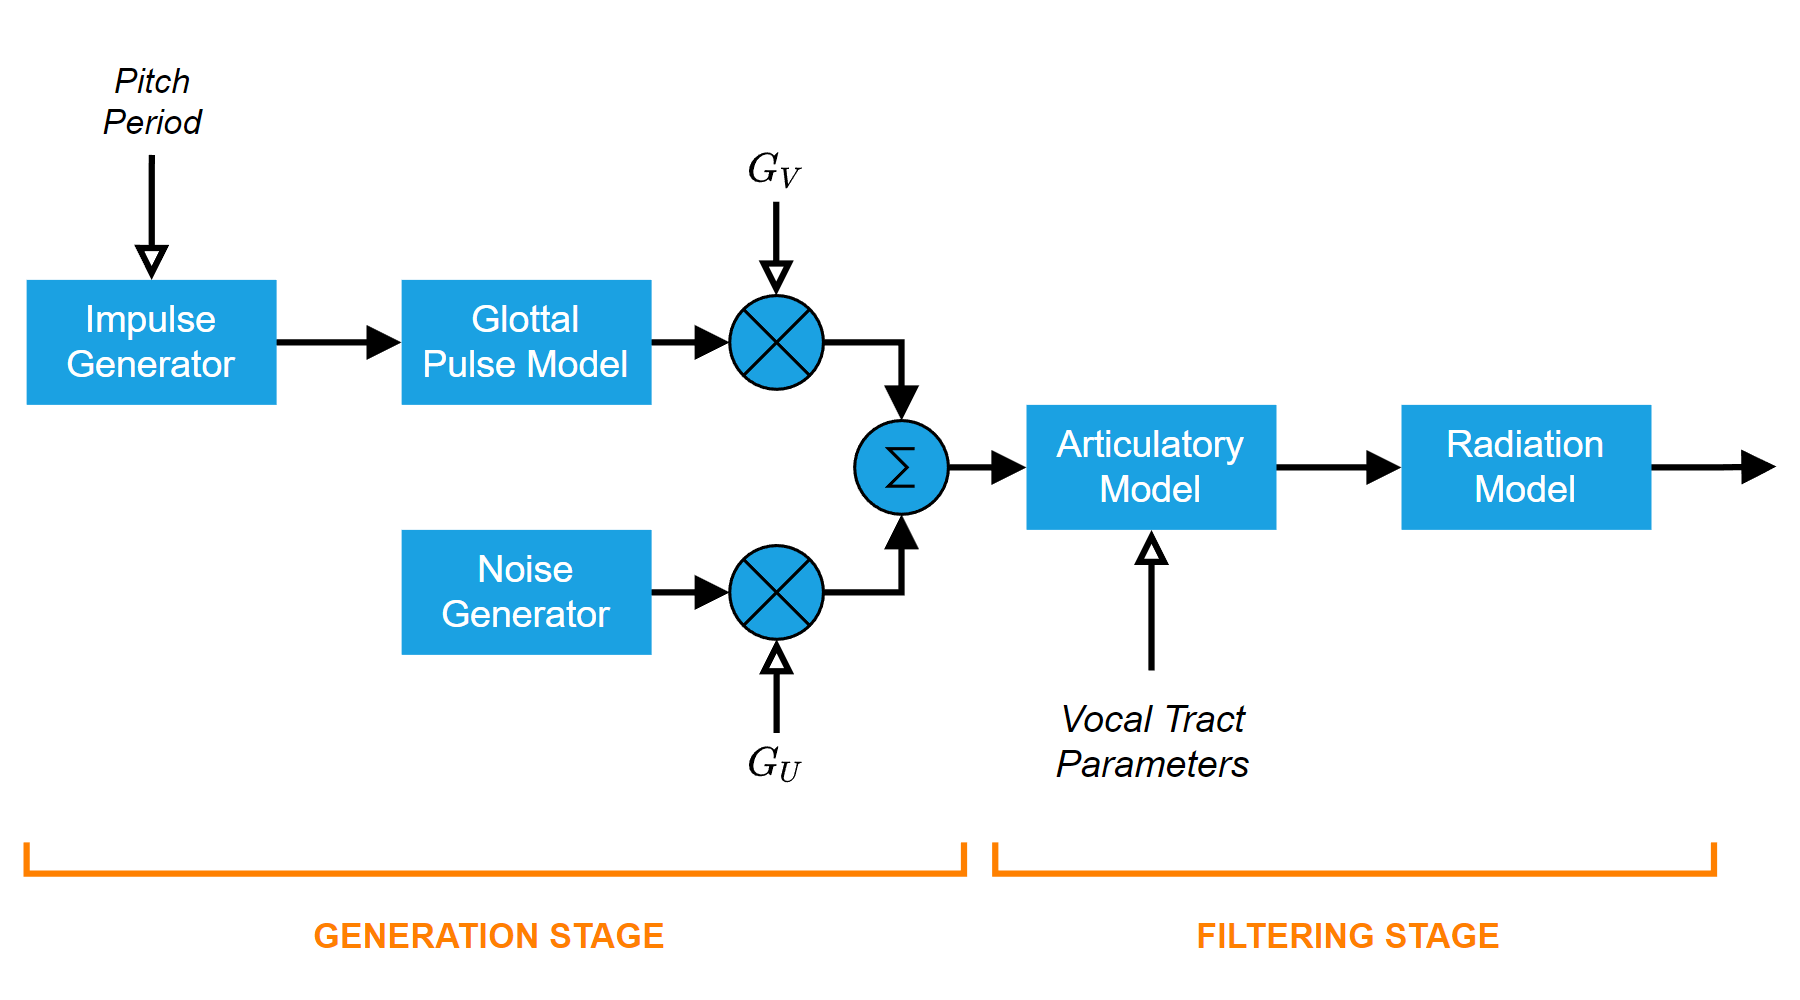 Pitch
Period
G_V
Impulse
Generator
Glottal
Pulse Model
Σ
Articulatory
Model
Radiation
Model
Noise
Generator
G_U
Vocal Tract
Parameters
GENERATION STAGE
FILTERING STAGE